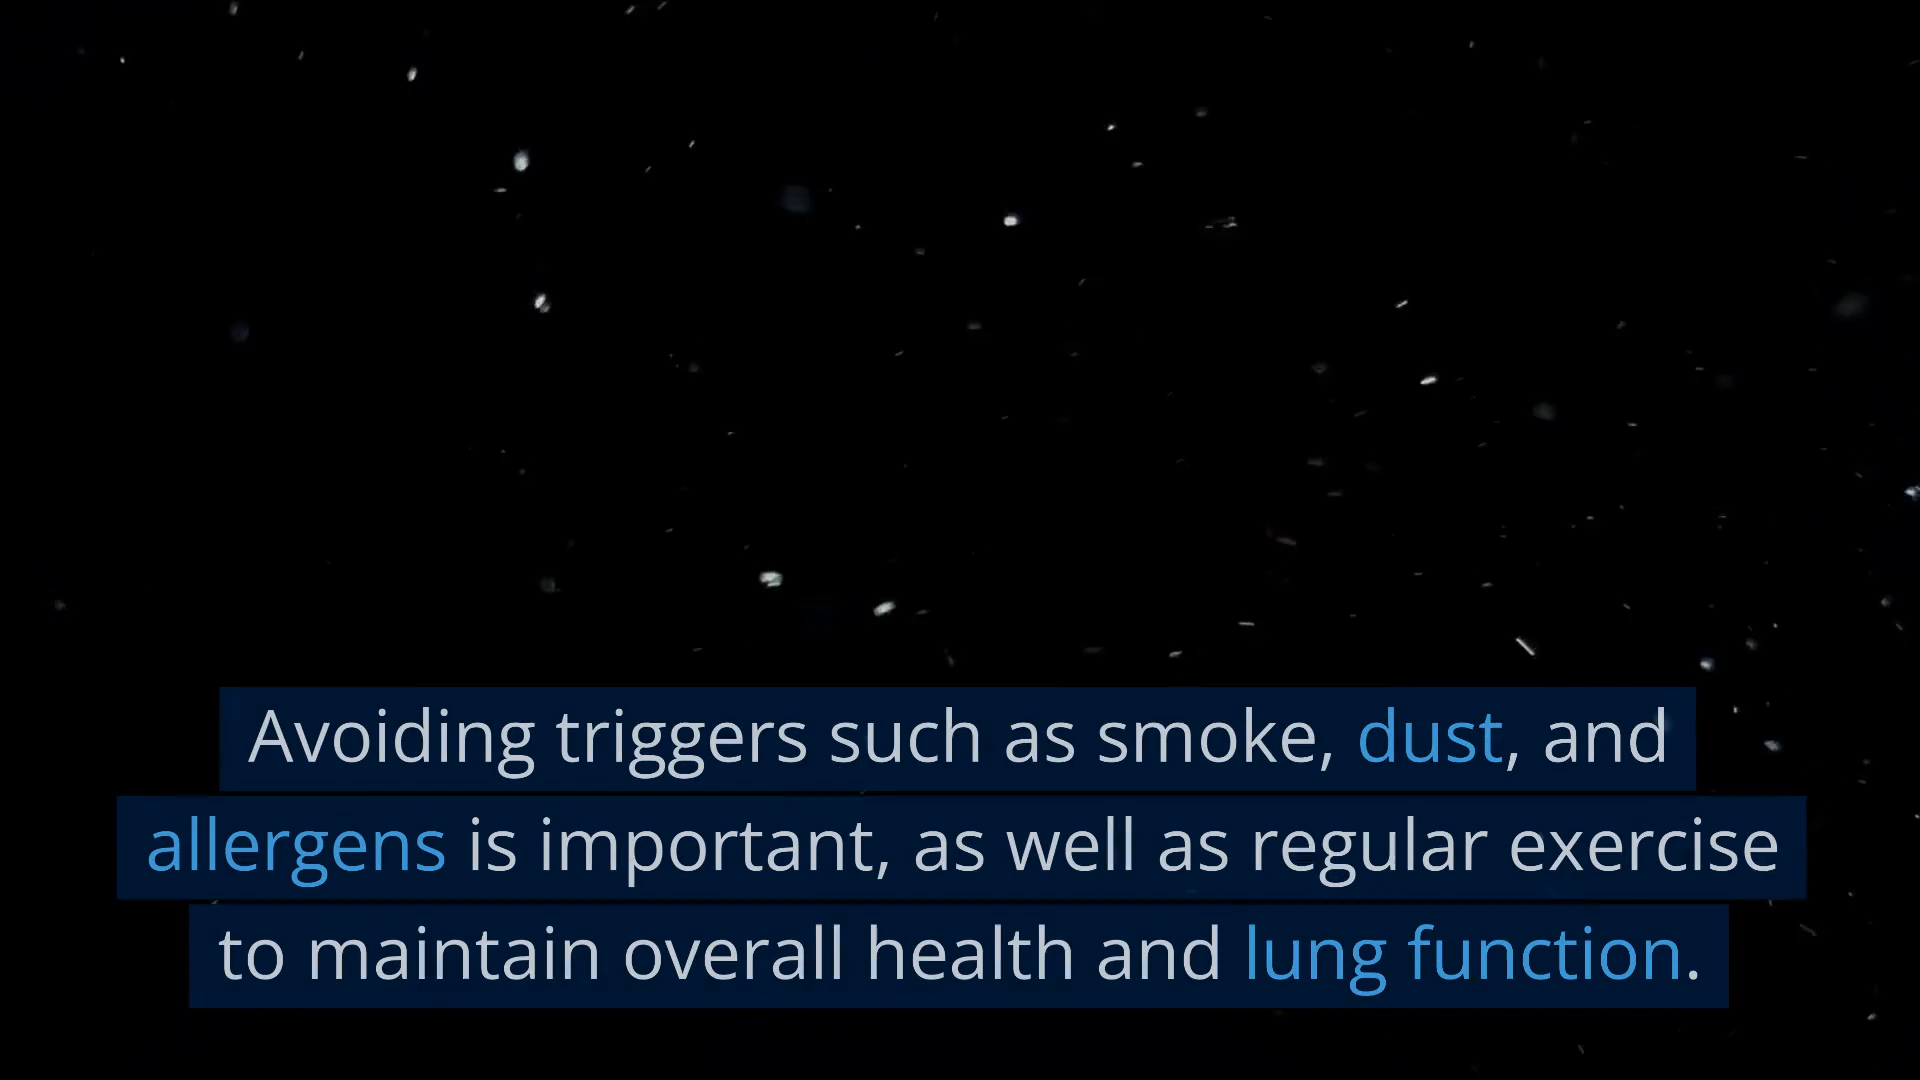 Avoiding triggers such as smoke, dust, and
allergens is important, as well as regular exercise
to maintain overall health and lung function.